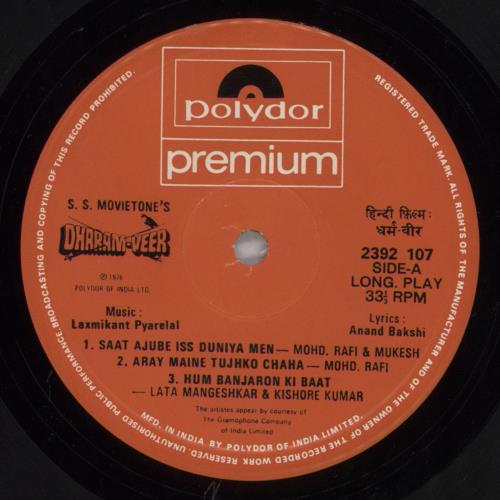 polydor
premium
S. S. MOVIETONE'S
DHARAM-VEER
Ⓟ 1976
POLYDOR OF INDIA LTD.
हिन्दी फ़िल्म :
धर्म-वीर
2392 107
SIDE-A
LONG. PLAY
33⅓ RPM
Music :
Laxmikant Pyarelal
Lyrics :
Anand Bakshi
1. SAAT AJUBE ISS DUNIYA MEN — MOHD. RAFI & MUKESH
2. ARAY MAINE TUJHKO CHAHA — MOHD. RAFI
3. HUM BANJARON KI BAAT
— LATA MANGESHKAR & KISHORE KUMAR
The artistes appear by courtesy of
The Gramophone Company
of India Limited
MFD. IN INDIA BY POLYDOR OF INDIA LIMITED.
REGISTERED TRADE MARK. ALL RIGHTS OF THE MANUFACTURER AND OF THE OWNER OF THE RECORDED WORK RESERVED. UNAUTHORISED PUBLIC PERFORMANCE, BROADCASTING AND COPYING OF THIS RECORD PROHIBITED.